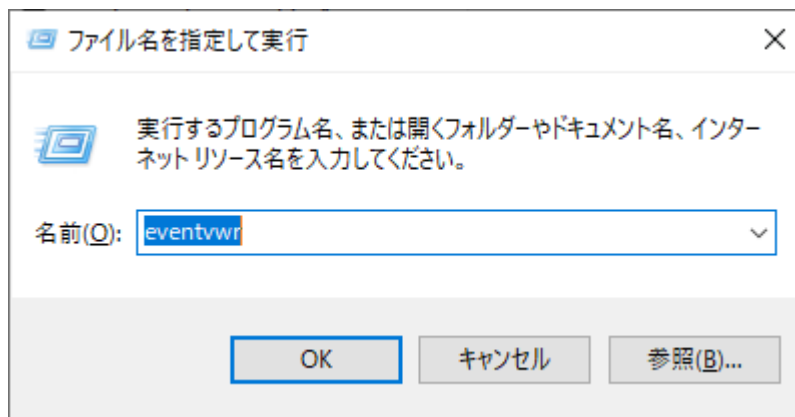 ファイル名を指定して実行
実行するプログラム名、または開くフォルダーやドキュメント名、インター
ネット リソース名を入力してください。
名前(O): eventvwr
OK キャンセル 参照(B)...